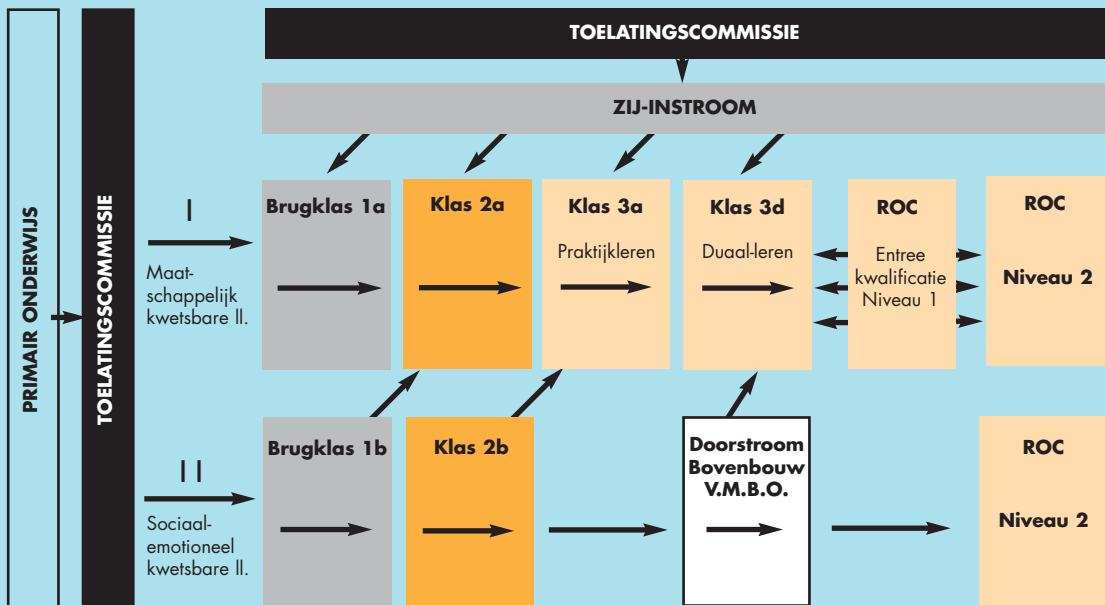 PRIMAIR ONDERWIJS
TOELATINGSCOMMISSIE
TOELATINGSCOMMISSIE
ZIJ-INSTROOM
I
Maat-
schappelijk
kwetsbare ll.
Brugklas 1a
Klas 2a
Klas 3a
Praktijkleren
Klas 3d
Duaal-leren
ROC
Entree
kwalificatie
Niveau 1
ROC
Niveau 2
II
Sociaal-
emotioneel
kwetsbare ll.
Brugklas 1b
Klas 2b
Doorstroom
Bovenbouw
V.M.B.O.
ROC
Niveau 2